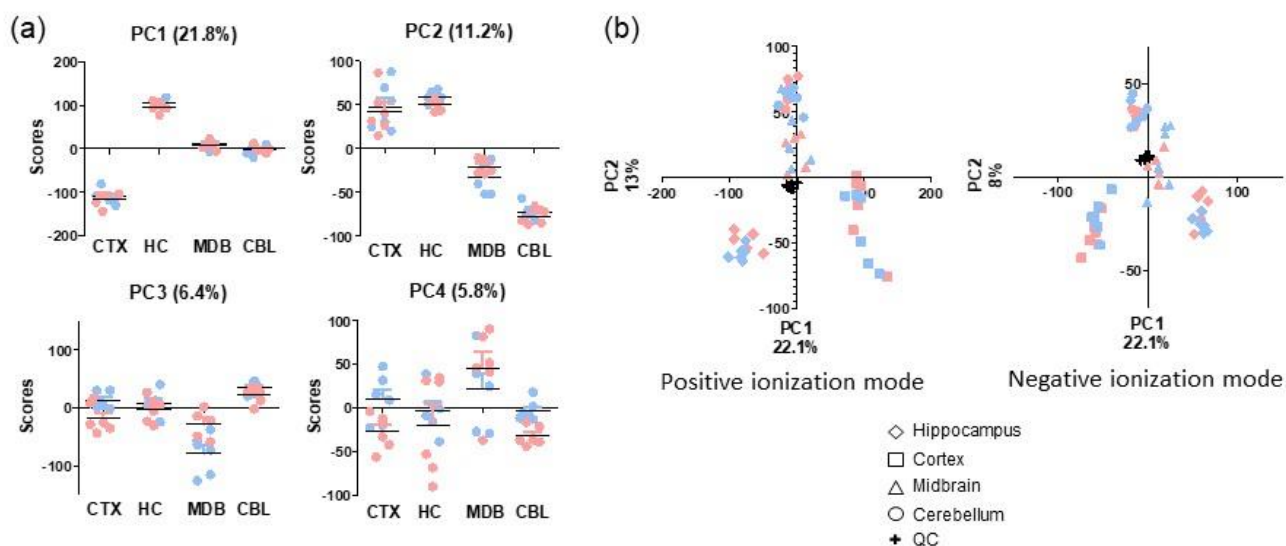 (a)
PC1 (21.8%)
200
100
0
-100
-200
Scores
CTX HC MDB CBL
PC2 (11.2%)
100
50
0
-50
-100
CTX HC MDB CBL
PC3 (6.4%)
100
0
-100
Scores
CTX HC MDB CBL
PC4 (5.8%)
100
50
0
-50
-100
Scores
CTX HC MDB CBL
(b)
100
50
-50
-100
-200 -100 100 200
PC2
13%
PC1
22.1%
Positive ionization mode
50
-50
-100 100
PC2
8%
PC1
22.1%
Negative ionization mode
Hippocampus
Cortex
Midbrain
Cerebellum
QC